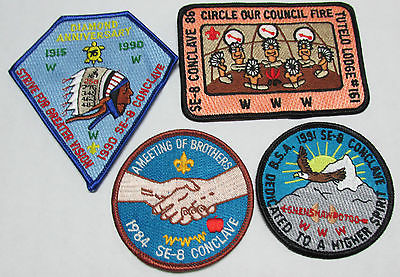 DIAMOND
ANNIVERSARY
1915 1990
W W
W
STRIVE FOR GREATER VISION
1990 SE-8 CONCLAVE
SE-8 CONCLAVE 86
CIRCLE OUR COUNCIL FIRE
TUTELO LODGE #161
W W W
A MEETING OF BROTHERS
WWW
1984 SE-8 CONCLAVE
B.S.A. 1991 SE-8 CONCLAVE
W W W
DEDICATED TO A HIGHER SPIRIT